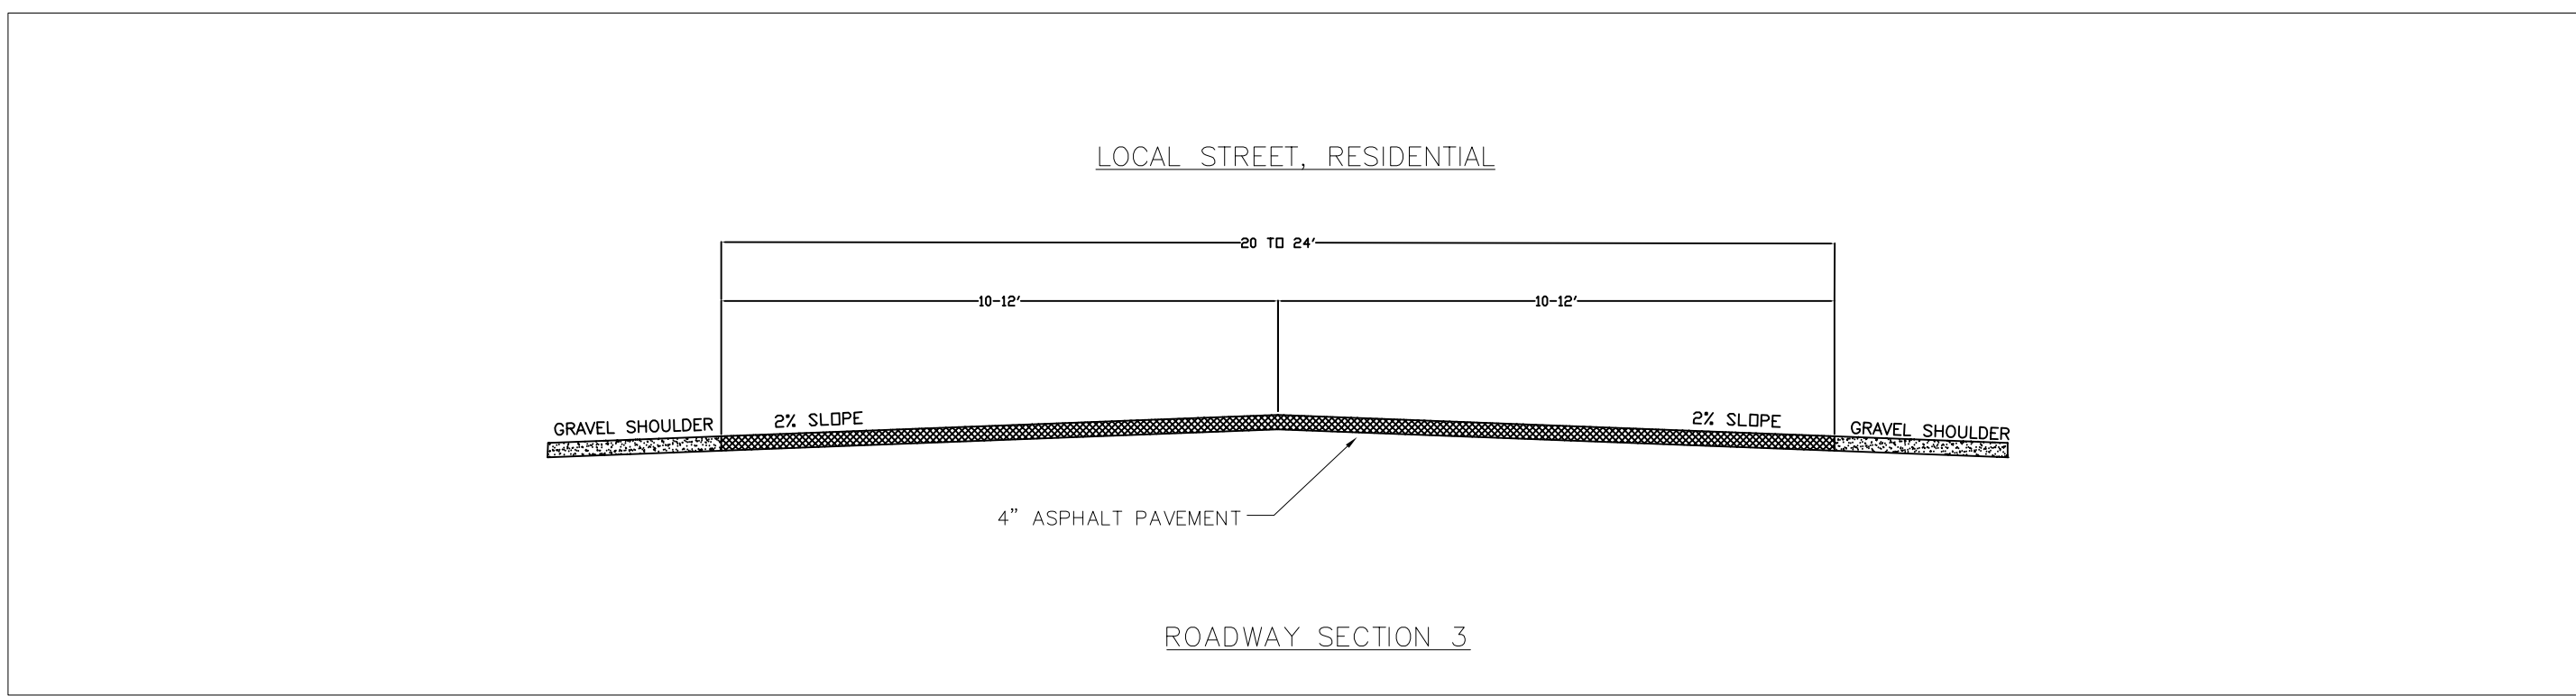 LOCAL STREET, RESIDENTIAL
20 TO 24'
10-12'
10-12'
GRAVEL SHOULDER
2% SLOPE
2% SLOPE
GRAVEL SHOULDER
4" ASPHALT PAVEMENT
ROADWAY SECTION 3